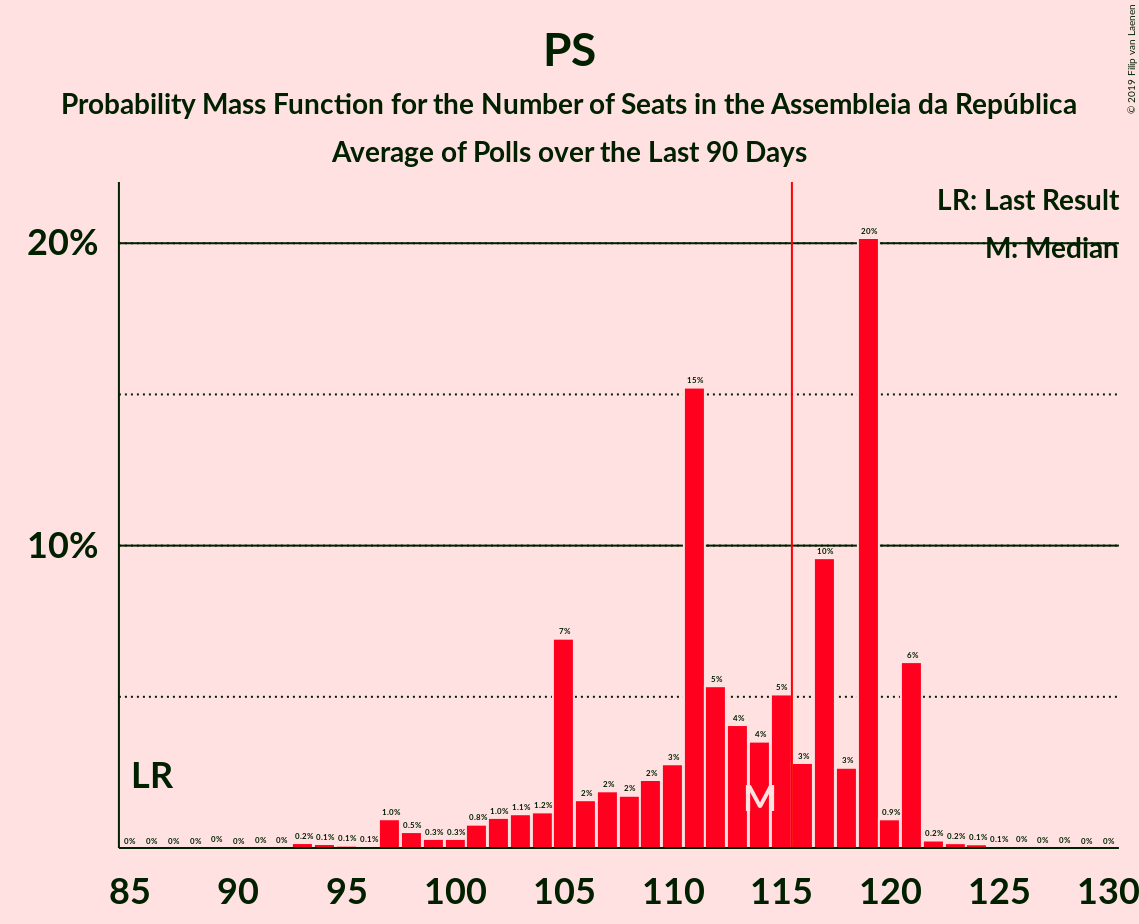 PS
Probability Mass Function for the Number of Seats in the Assembleia da República
Average of Polls over the Last 90 Days
© 2019 Filip van Laenen
LR: Last Result
M: Median
20%
10%
LR
M
0% 0% 0% 0% 0% 0% 0% 0% 0.2% 0.1% 0.1% 0.1% 1.0% 0.5% 0.3% 0.3% 0.8% 1.0% 1.1% 1.2% 7% 2% 2% 2% 2% 3% 15% 5% 4% 4% 5% 3% 10% 3% 20% 0.9% 6% 0.2% 0.2% 0.1% 0.1% 0% 0% 0% 0% 0%
85 90 95 100 105 110 115 120 125 130